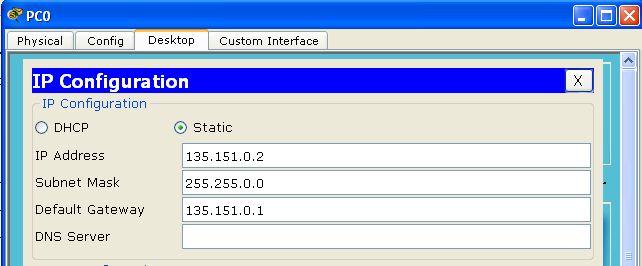 PC0
Physical Config Desktop Custom Interface
IP Configuration X
IP Configuration
DHCP Static
IP Address 135.151.0.2
Subnet Mask 255.255.0.0
Default Gateway 135.151.0.1
DNS Server